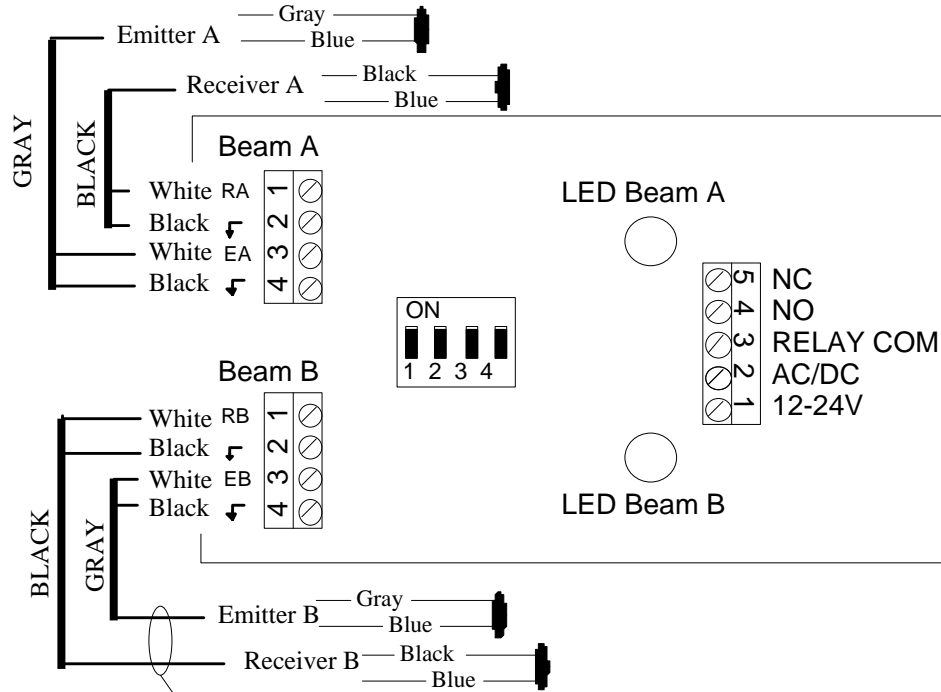 Gray
Emitter A
Blue
Black
Receiver A
Blue
GRAY
BLACK
Beam A
White RA 1
Black 2
White EA 3
Black 4
LED Beam A
ON
1 2 3 4
5 NC
4 NO
3 RELAY COM
2 AC/DC
1 12-24V
Beam B
White RB 1
Black 2
White EB 3
Black 4
LED Beam B
BLACK
GRAY
Gray
Emitter B
Blue
Black
Receiver B
Blue